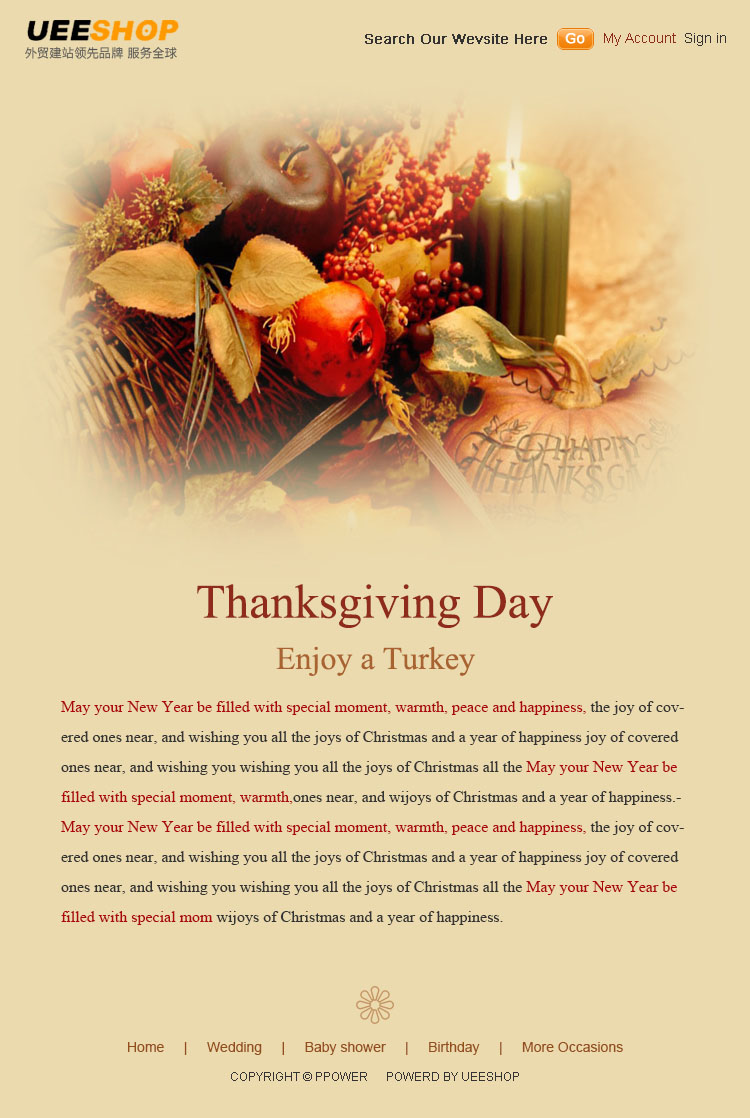 UEESHOP
外贸建站领先品牌 服务全球
Search Our Wevsite Here Go My Account Sign in
HAPPY
THANKSGIV
Thanksgiving Day
Enjoy a Turkey
May your New Year be filled with special moment, warmth, peace and happiness, the joy of cov-
ered ones near, and wishing you all the joys of Christmas and a year of happiness joy of covered
ones near, and wishing you wishing you all the joys of Christmas all the May your New Year be
filled with special moment, warmth,ones near, and wijoys of Christmas and a year of happiness.-
May your New Year be filled with special moment, warmth, peace and happiness, the joy of cov-
ered ones near, and wishing you all the joys of Christmas and a year of happiness joy of covered
ones near, and wishing you wishing you all the joys of Christmas all the May your New Year be
filled with special mom wijoys of Christmas and a year of happiness.
Home | Wedding | Baby shower | Birthday | More Occasions
COPYRIGHT © PPOWER POWERD BY UEESHOP